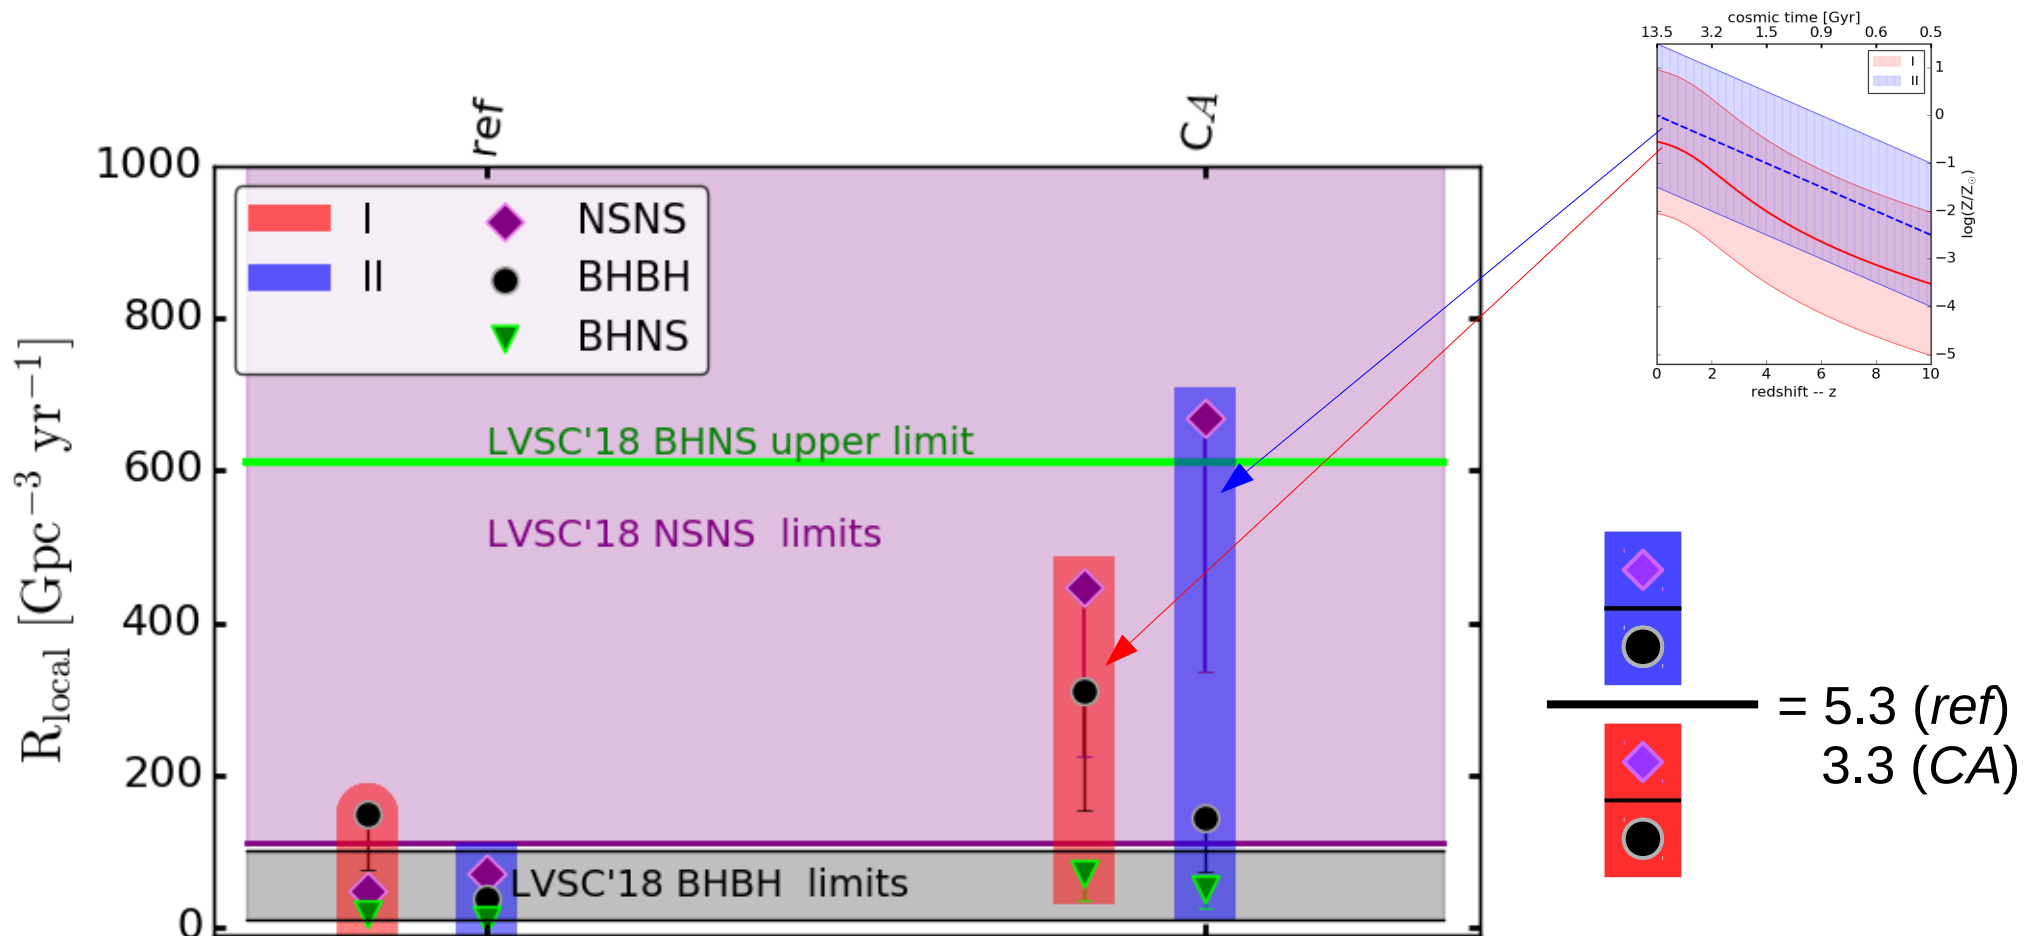 cosmic time [Gyr]
13.5 3.2 1.5 0.9 0.6 0.5
I
II
1
0
−1
−2
−3
−4
−5
log(Z/Z☉)
0 2 4 6 8 10
redshift -- z
ref
CA
1000
800
600
400
200
0
R_local [Gpc⁻³ yr⁻¹]
I NSNS
II BHBH
BHNS
LVSC'18 BHNS upper limit
LVSC'18 NSNS limits
LVSC'18 BHBH limits
= 5.3 (ref)
3.3 (CA)